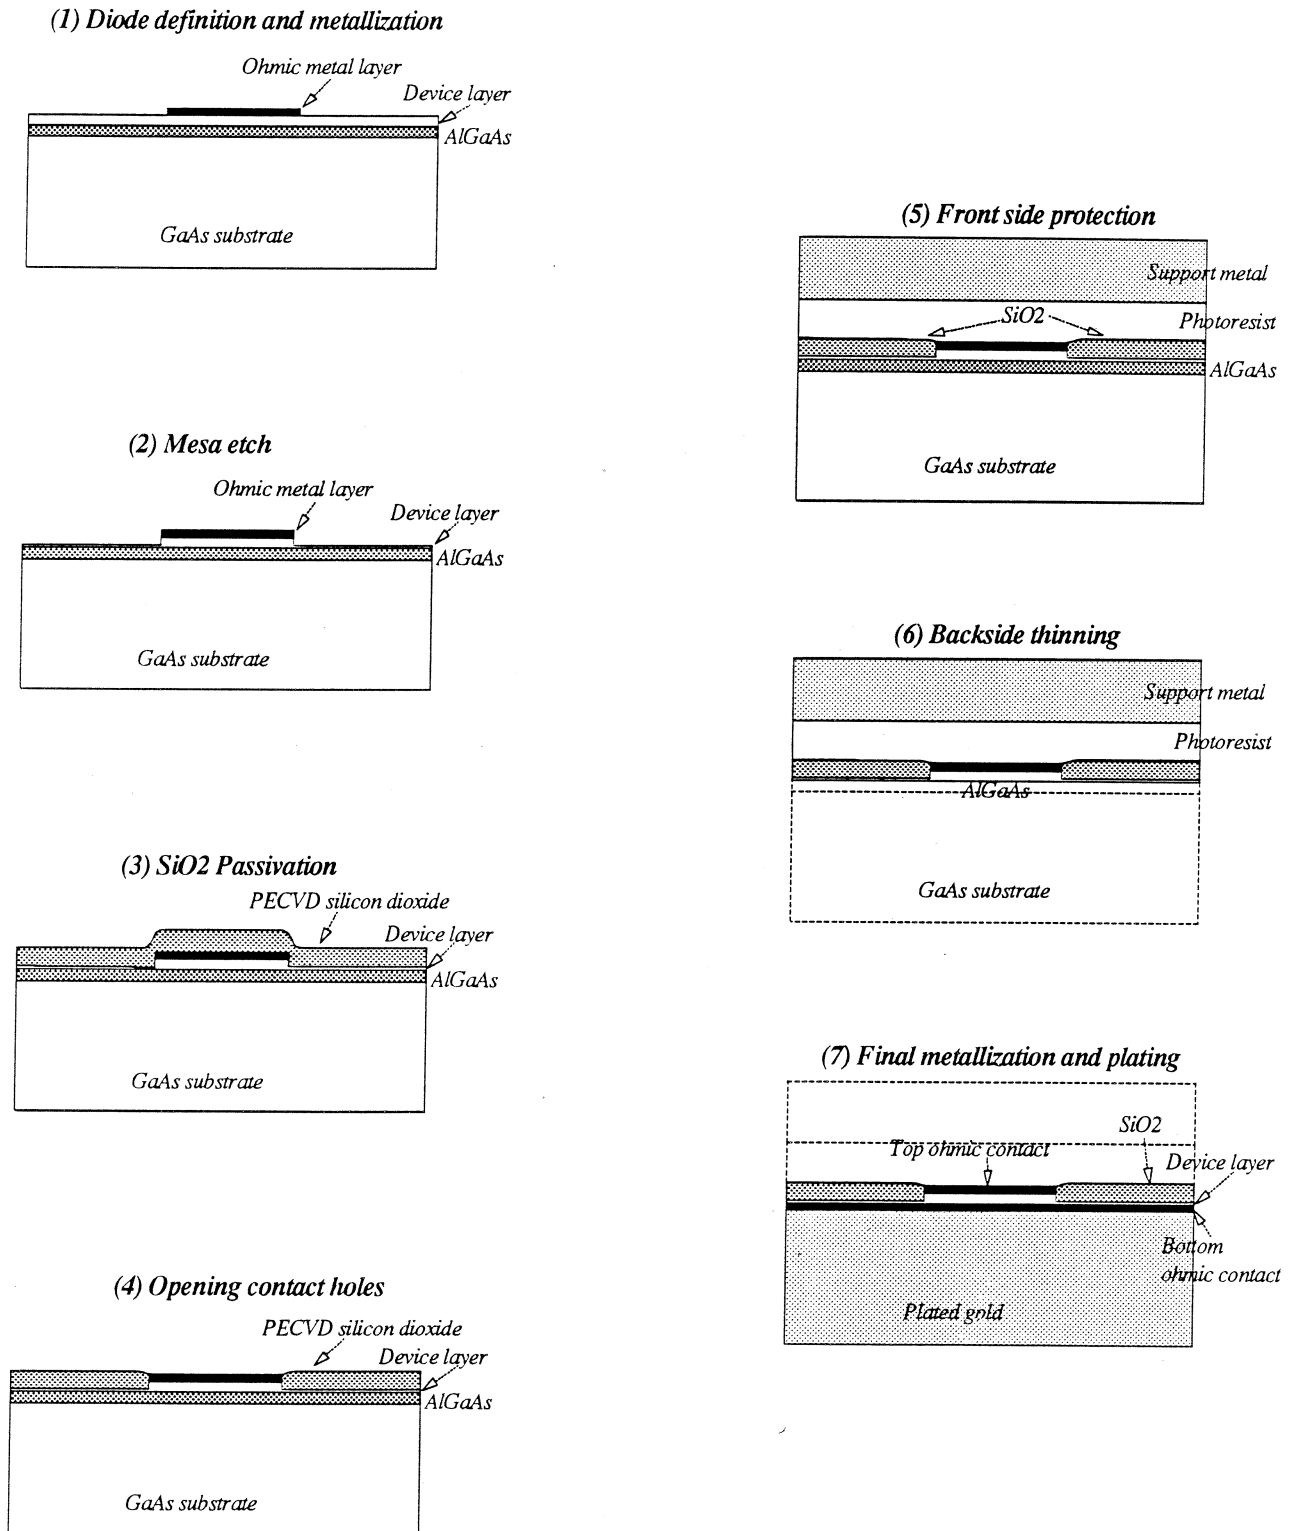 (1) Diode definition and metallization
Ohmic metal layer
Device layer
AlGaAs
GaAs substrate
(2) Mesa etch
Ohmic metal layer
Device layer
AlGaAs
GaAs substrate
(3) SiO2 Passivation
PECVD silicon dioxide
Device layer
AlGaAs
GaAs substrate
(4) Opening contact holes
PECVD silicon dioxide
Device layer
AlGaAs
GaAs substrate
(5) Front side protection
Support metal
SiO2
Photoresist
AlGaAs
GaAs substrate
(6) Backside thinning
Support metal
Photoresist
AlGaAs
GaAs substrate
(7) Final metallization and plating
SiO2
Top ohmic contact
Device layer
Bottom
ohmic contact
Plated gold